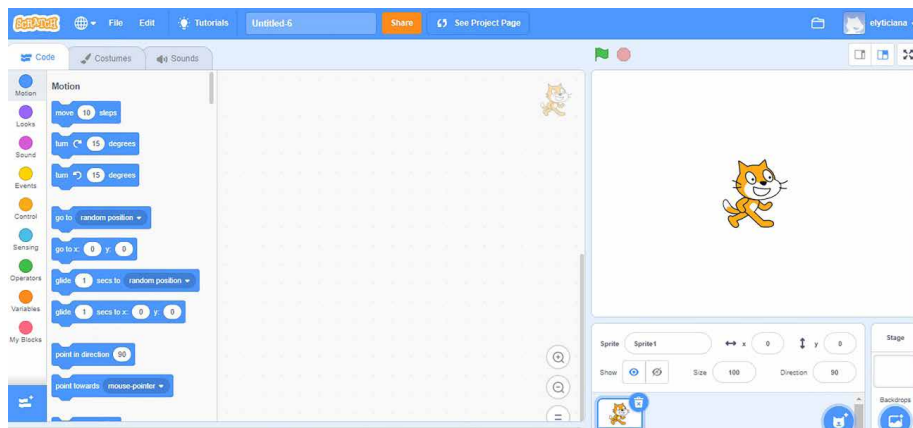 SCRATCH File Edit Tutorials Untitled-6 Share See Project Page elyticiana
Code Costumes Sounds
Motion
Looks
Sound
Events
Control
Sensing
Operators
Variables
My Blocks
Motion
move 10 steps
turn 15 degrees
turn 15 degrees
go to random position
go to x: 0 y: 0
glide 1 secs to random position
glide 1 secs to x: 0 y: 0
point in direction 90
point towards mouse-pointer
Sprite Sprite1 x 0 y 0
Show Size 100 Direction 90
Stage
Backdrops